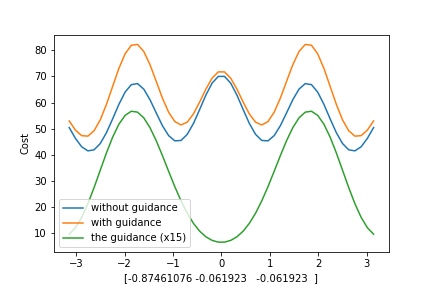 80
70
60
50
40
30
20
10
Cost
without guidance
with guidance
the guidance (x15)
−3 −2 −1 0 1 2 3
[-0.87461076 -0.061923 -0.061923 ]